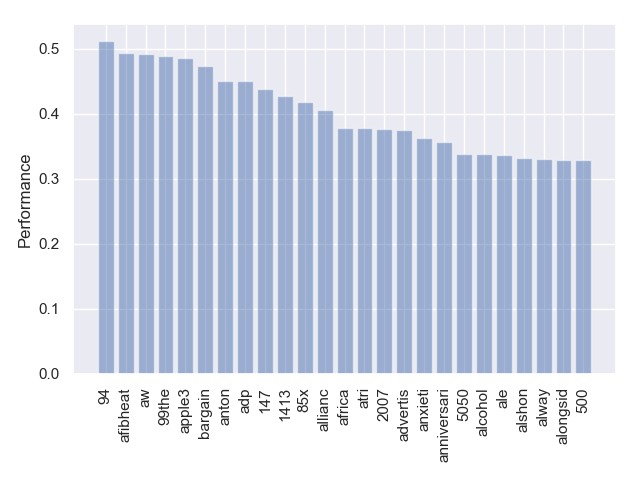 0.5
0.4
0.3
0.2
0.1
0.0
Performance
94
afibheat
aw
99the
apple3
bargain
anton
adp
147
1413
85x
allianc
africa
atri
2007
advertis
anxieti
anniversari
5050
alcohol
ale
alshon
alway
alongsid
500